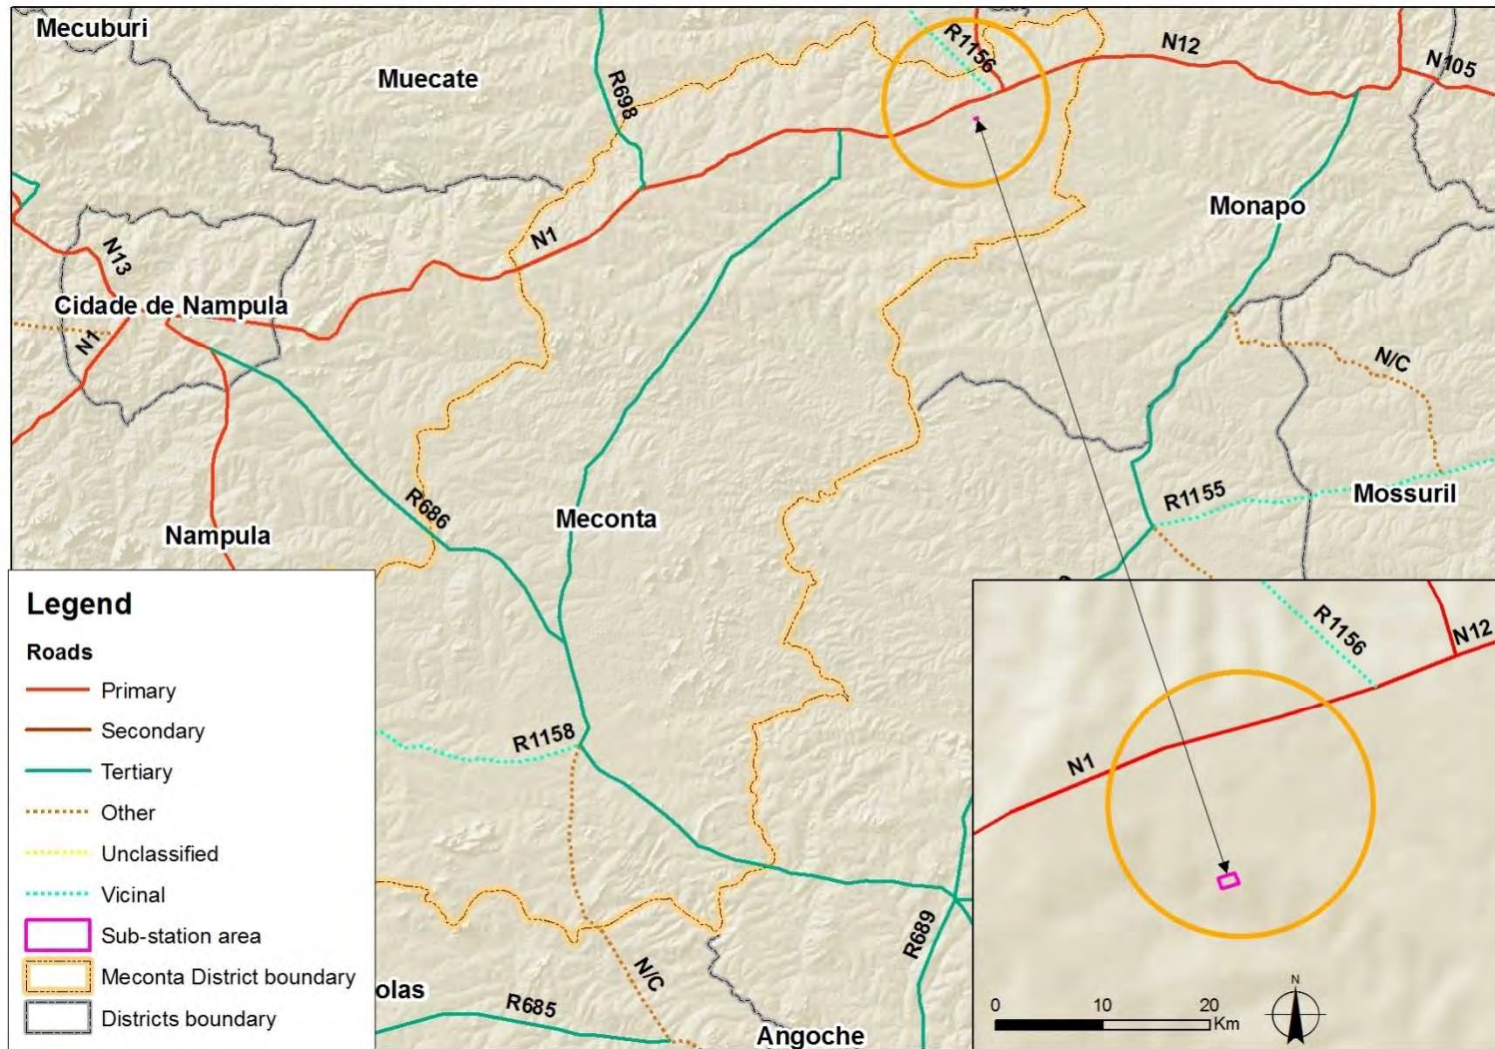 Mecuburi
Muecate
R698
R1156
N12
N105
Monapo
N13
N1
Cidade de Nampula
N1
N/C
R686
Meconta
Nampula
R1155
Mossuril
R1158
R689
N/C
olas
R685
Angoche
Legend
Roads
Primary
Secondary
Tertiary
Other
Unclassified
Vicinal
Sub-station area
Meconta District boundary
Districts boundary
R1156
N12
N1
0 10 20
Km
N